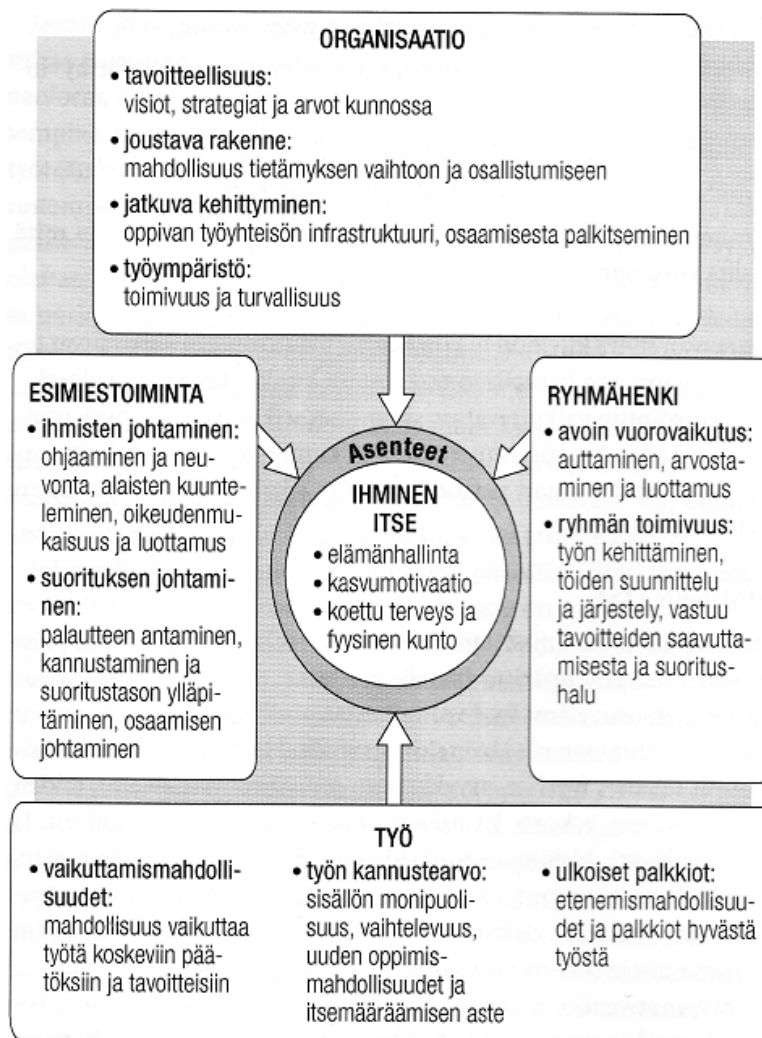 ORGANISAATIO
• tavoitteellisuus:
visiot, strategiat ja arvot kunnossa
• joustava rakenne:
mahdollisuus tietämyksen vaihtoon ja osallistumiseen
• jatkuva kehittyminen:
oppivan työyhteisön infrastruktuuri, osaamisesta palkitseminen
• työympäristö:
toimivuus ja turvallisuus
ESIMIESTOIMINTA
• ihmisten johtaminen:
ohjaaminen ja neu-
vonta, alaisten kuunte-
leminen, oikeudenmu-
kaisuus ja luottamus
• suorituksen johtami-
nen:
palautteen antaminen,
kannustaminen ja
suoritustason ylläpi-
täminen, osaamisen
johtaminen
Asenteet
IHMINEN
ITSE
• elämänhallinta
• kasvumotivaatio
• koettu terveys ja
fyysinen kunto
RYHMÄHENKI
• avoin vuorovaikutus:
auttaminen, arvosta-
minen ja luottamus
• ryhmän toimivuus:
työn kehittäminen,
töiden suunnittelu
ja järjestely, vastuu
tavoitteiden saavutta-
misesta ja suoritus-
halu
TYÖ
• vaikuttamismahdolli-
suudet:
mahdollisuus vaikuttaa
työtä koskeviin pää-
töksiin ja tavoitteisiin
• työn kannustearvo:
sisällön monipuoli-
suus, vaihtelevuus,
uuden oppimis-
mahdollisuudet ja
itsemääräämisen aste
• ulkoiset palkkiot:
etenemismahdollisuu-
det ja palkkiot hyvästä
työstä